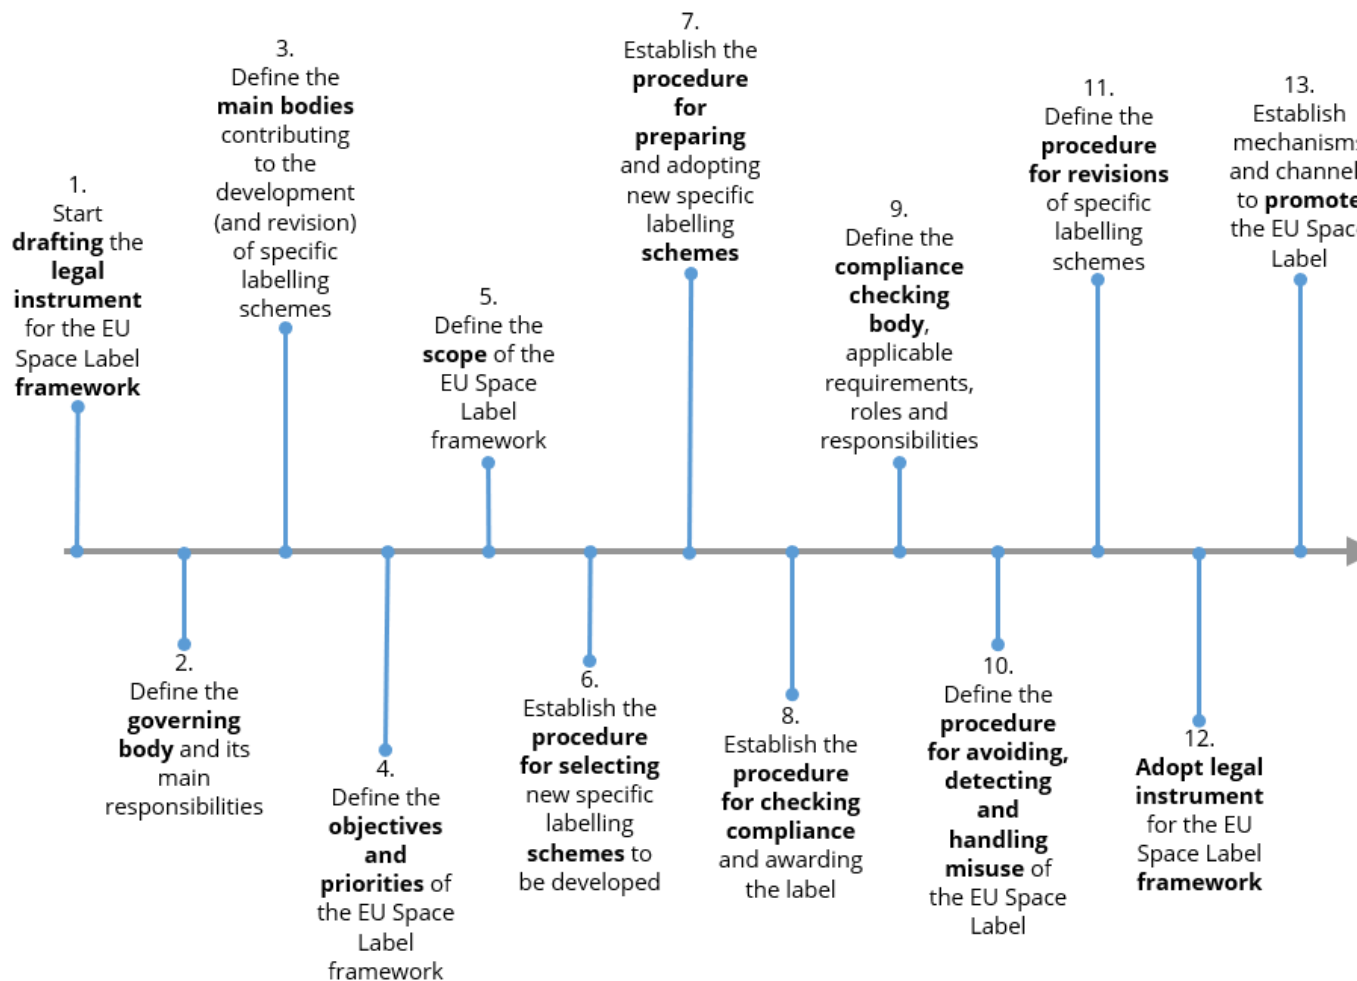 1.
Start
drafting the
legal
instrument
for the EU
Space Label
framework
2.
Define the
governing
body and its
main
responsibilities
3.
Define the
main bodies
contributing
to the
development
(and revision)
of specific
labelling
schemes
4.
Define the
objectives
and
priorities of
the EU Space
Label
framework
5.
Define the
scope of the
EU Space
Label
framework
6.
Establish the
procedure
for selecting
new specific
labelling
schemes to
be developed
7.
Establish the
procedure
for
preparing
and adopting
new specific
labelling
schemes
8.
Establish the
procedure
for checking
compliance
and awarding
the label
9.
Define the
compliance
checking
body,
applicable
requirements,
roles and
responsibilities
10.
Define the
procedure
for avoiding,
detecting
and
handling
misuse of
the EU Space
Label
11.
Define the
procedure
for revisions
of specific
labelling
schemes
12.
Adopt legal
instrument
for the EU
Space Label
framework
13.
Establish
mechanisms
and channel
to promote
the EU Space
Label